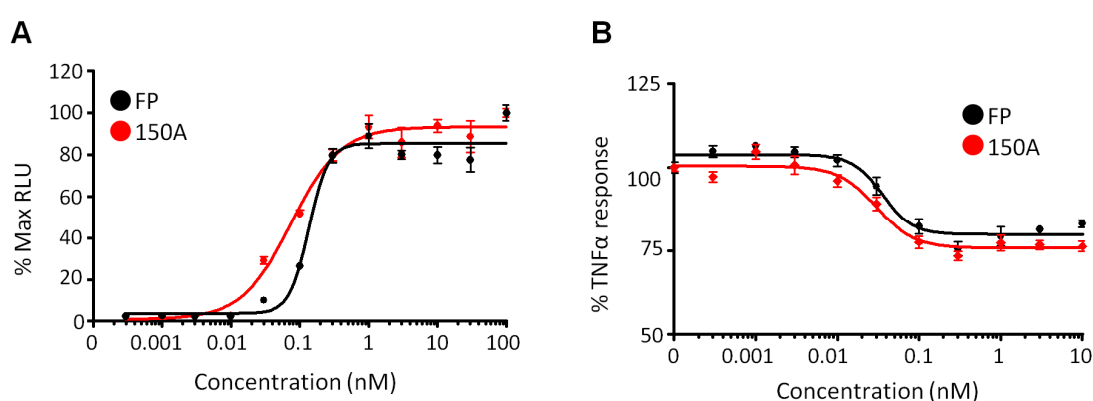 A
120
100
80
60
40
20
0
% Max RLU
FP
150A
0 0.001 0.01 0.1 1 10 100
Concentration (nM)
B
125
100
75
50
% TNFα response
FP
150A
0 0.001 0.01 0.1 1 10
Concentration (nM)